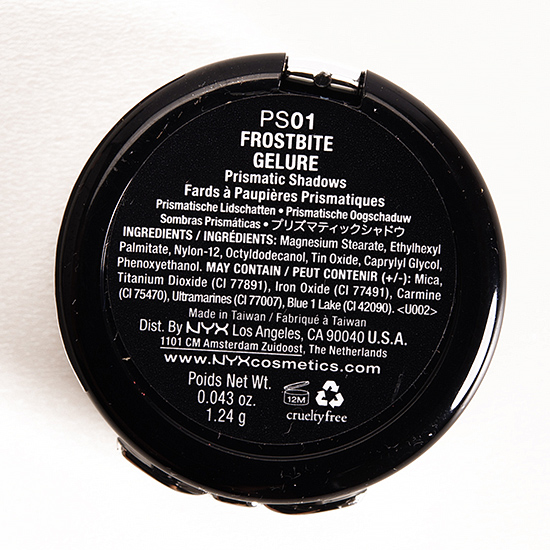 PS01
FROSTBITE
GELURE
Prismatic Shadows
Fards à Paupières Prismatiques
Prismatische Lidschatten • Prismatische Oogschaduw
Sombras Prismáticas • プリズマティックシャドウ
INGREDIENTS / INGRÉDIENTS: Magnesium Stearate, Ethylhexyl
Palmitate, Nylon-12, Octyldodecanol, Tin Oxide, Caprylyl Glycol,
Phenoxyethanol. MAY CONTAIN / PEUT CONTENIR (+/-): Mica,
Titanium Dioxide (CI 77891), Iron Oxide (CI 77491), Carmine
(CI 75470), Ultramarines (CI 77007), Blue 1 Lake (CI 42090). <U002>
Made in Taiwan / Fabriqué à Taiwan
Dist. By NYX Los Angeles, CA 90040 U.S.A.
1101 CM Amsterdam Zuidoost, The Netherlands
www.NYXcosmetics.com
Poids Net Wt.
0.043 oz.
1.24 g
12M
crueltyfree